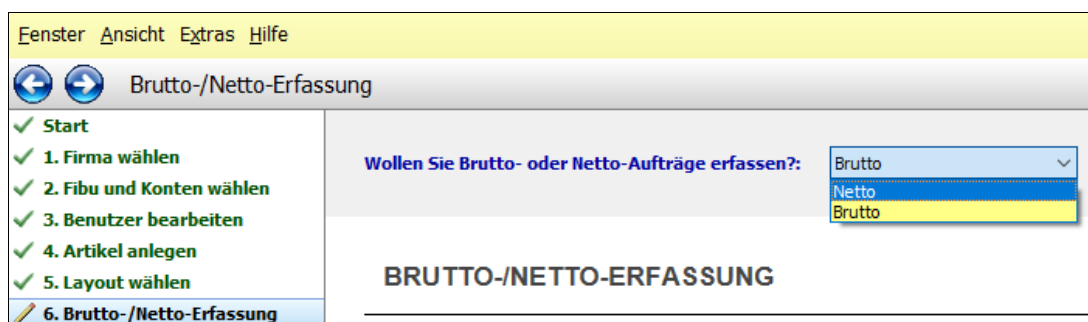 Fenster Ansicht Extras Hilfe
Brutto-/Netto-Erfassung
Start
1. Firma wählen
2. Fibu und Konten wählen
3. Benutzer bearbeiten
4. Artikel anlegen
5. Layout wählen
6. Brutto-/Netto-Erfassung
Wollen Sie Brutto- oder Netto-Aufträge erfassen?: Brutto
Netto
Brutto
BRUTTO-/NETTO-ERFASSUNG